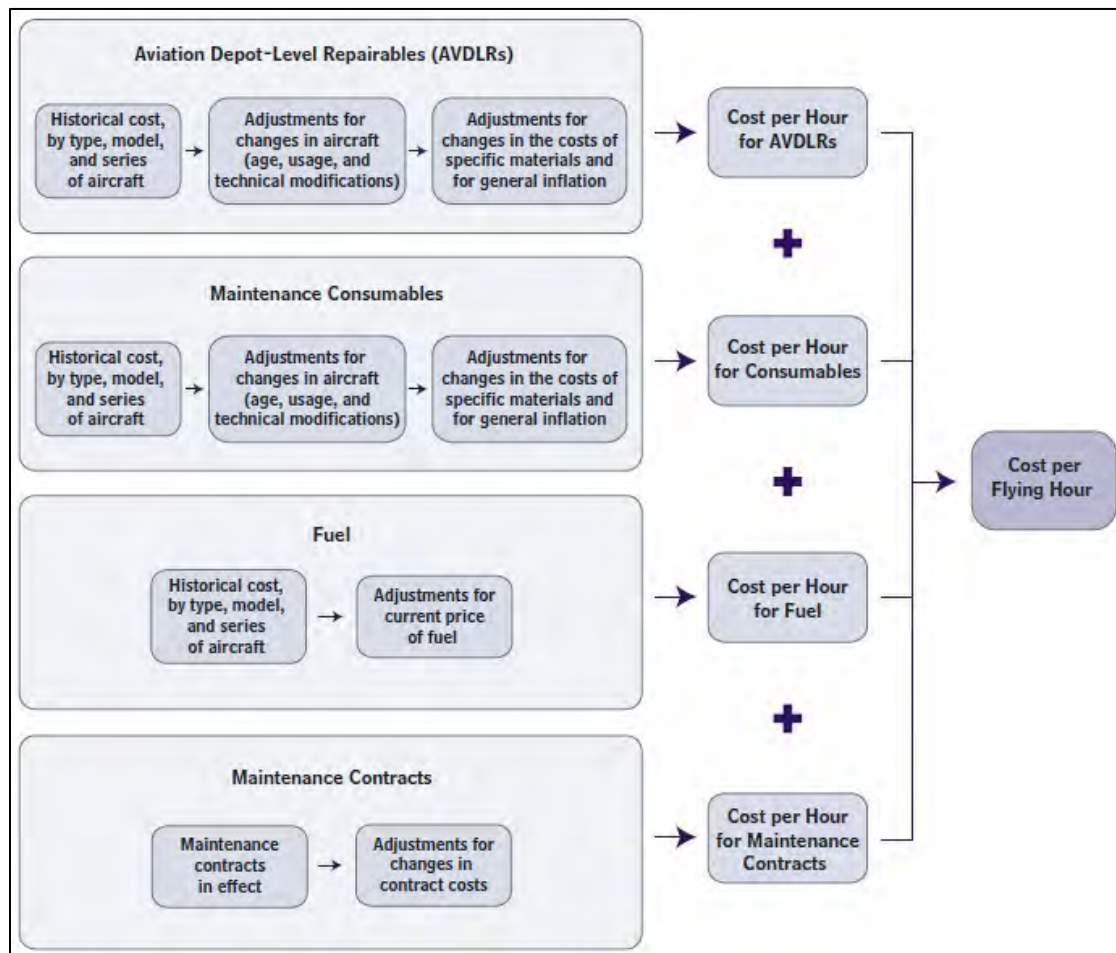 Aviation Depot-Level Repairables (AVDLRs)
Historical cost,
by type, model,
and series
of aircraft
Adjustments for
changes in aircraft
(age, usage, and
technical modifications)
Adjustments for
changes in the costs of
specific materials and
for general inflation
Cost per Hour
for AVDLRs
Maintenance Consumables
Historical cost,
by type, model,
and series
of aircraft
Adjustments for
changes in aircraft
(age, usage, and
technical modifications)
Adjustments for
changes in the costs of
specific materials and
for general inflation
Cost per Hour
for Consumables
Fuel
Historical cost,
by type, model,
and series
of aircraft
Adjustments for
current price
of fuel
Cost per Hour
for Fuel
Maintenance Contracts
Maintenance
contracts
in effect
Adjustments for
changes in
contract costs
Cost per Hour
for Maintenance
Contracts
Cost per
Flying Hour